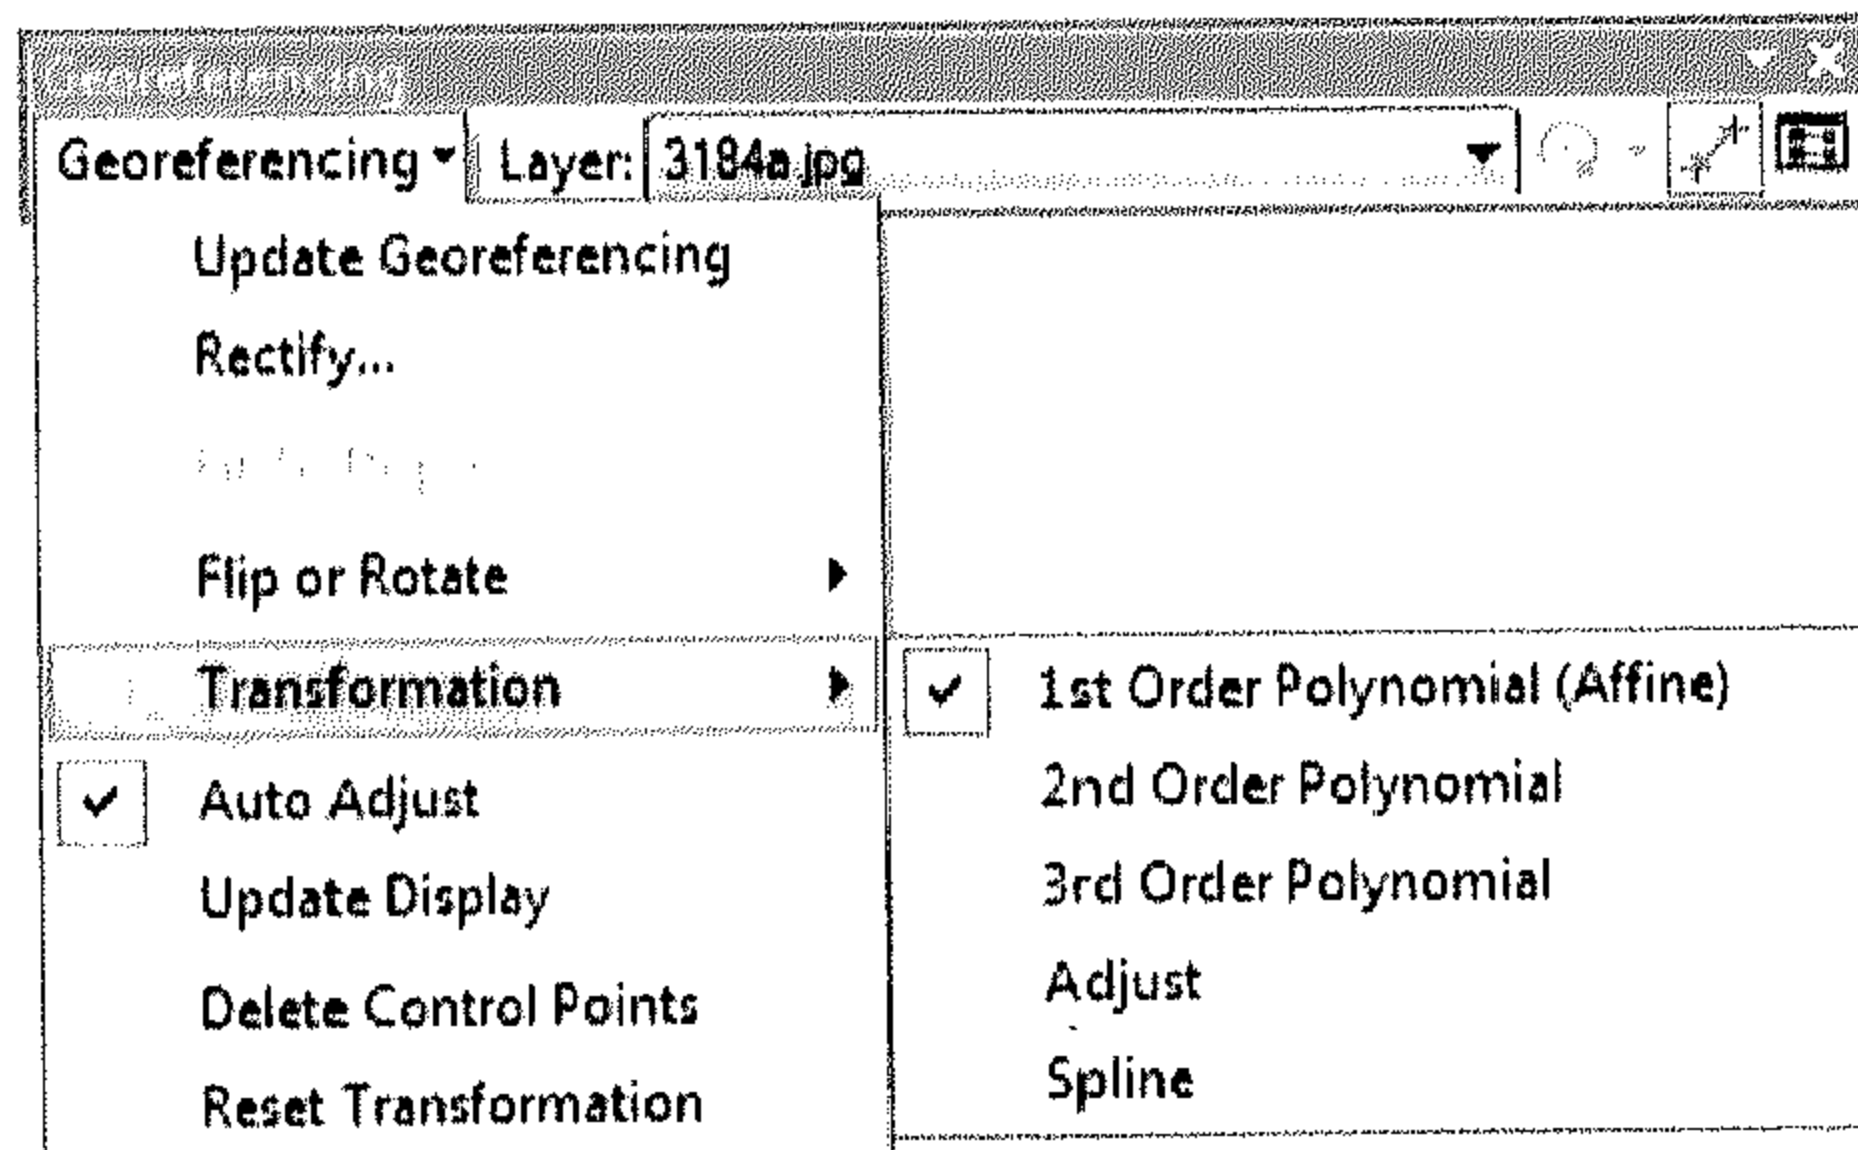 Georeferencing
Georeferencing Layer: 3184a.jpg
Update Georeferencing
Rectify...
Flip or Rotate
Transformation
Auto Adjust
Update Display
Delete Control Points
Reset Transformation
1st Order Polynomial (Affine)
2nd Order Polynomial
3rd Order Polynomial
Adjust
Spline